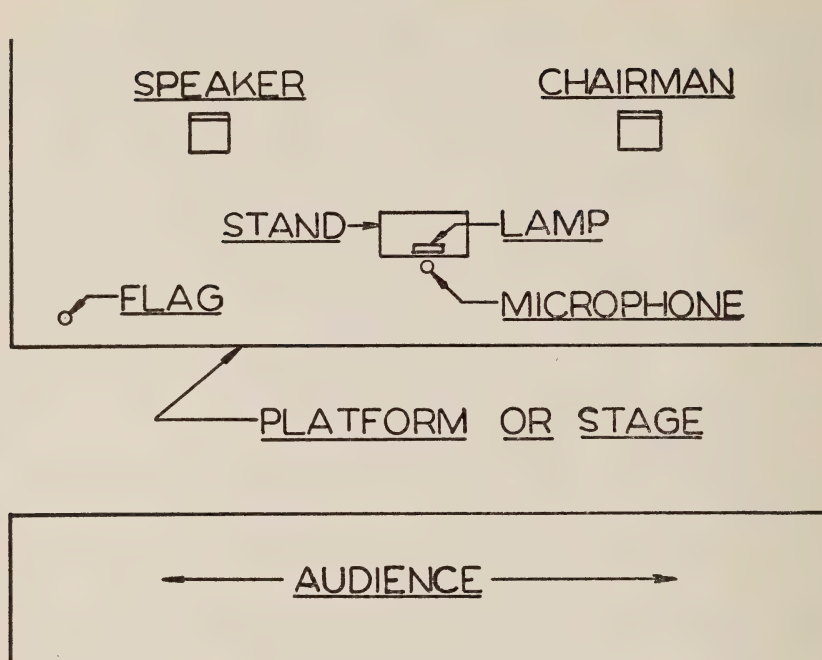 SPEAKER CHAIRMAN
STAND LAMP
FLAG MICROPHONE
PLATFORM OR STAGE
AUDIENCE